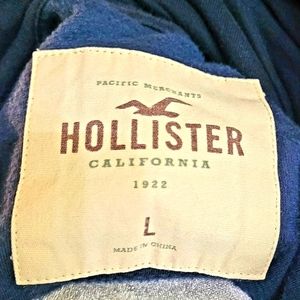 PACIFIC MERCHANTS
HOLLISTER
CALIFORNIA
1922
L
MADE IN CHINA